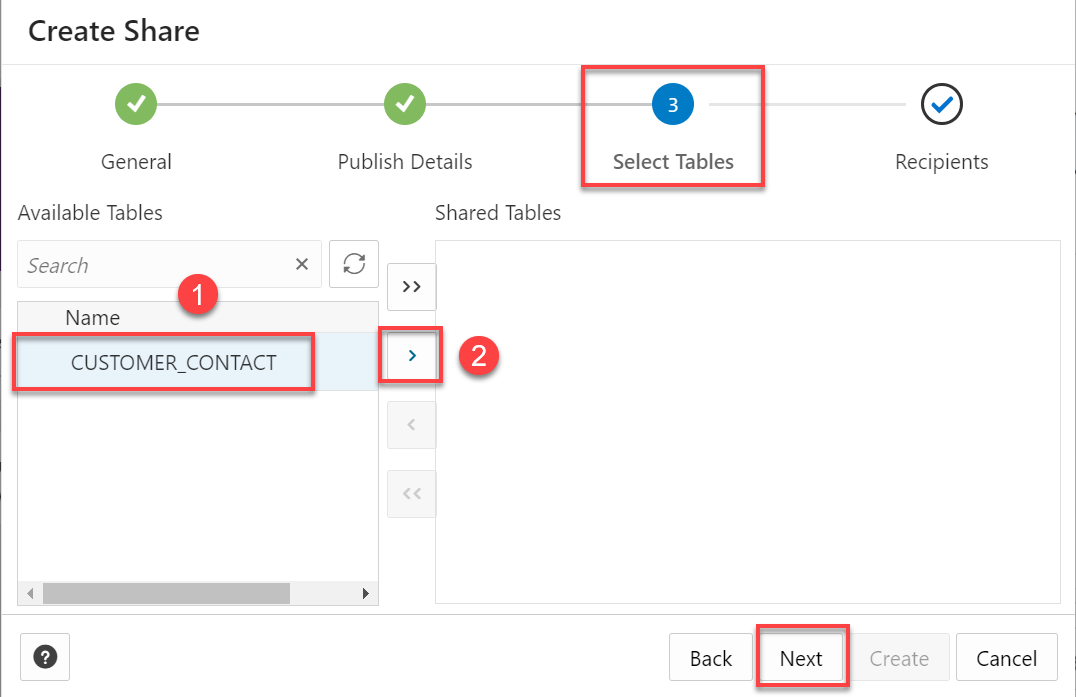 Create Share
3
General
Publish Details
Select Tables
Recipients
Available Tables
Shared Tables
Search
1
Name
CUSTOMER_CONTACT
2
Back
Next
Create
Cancel